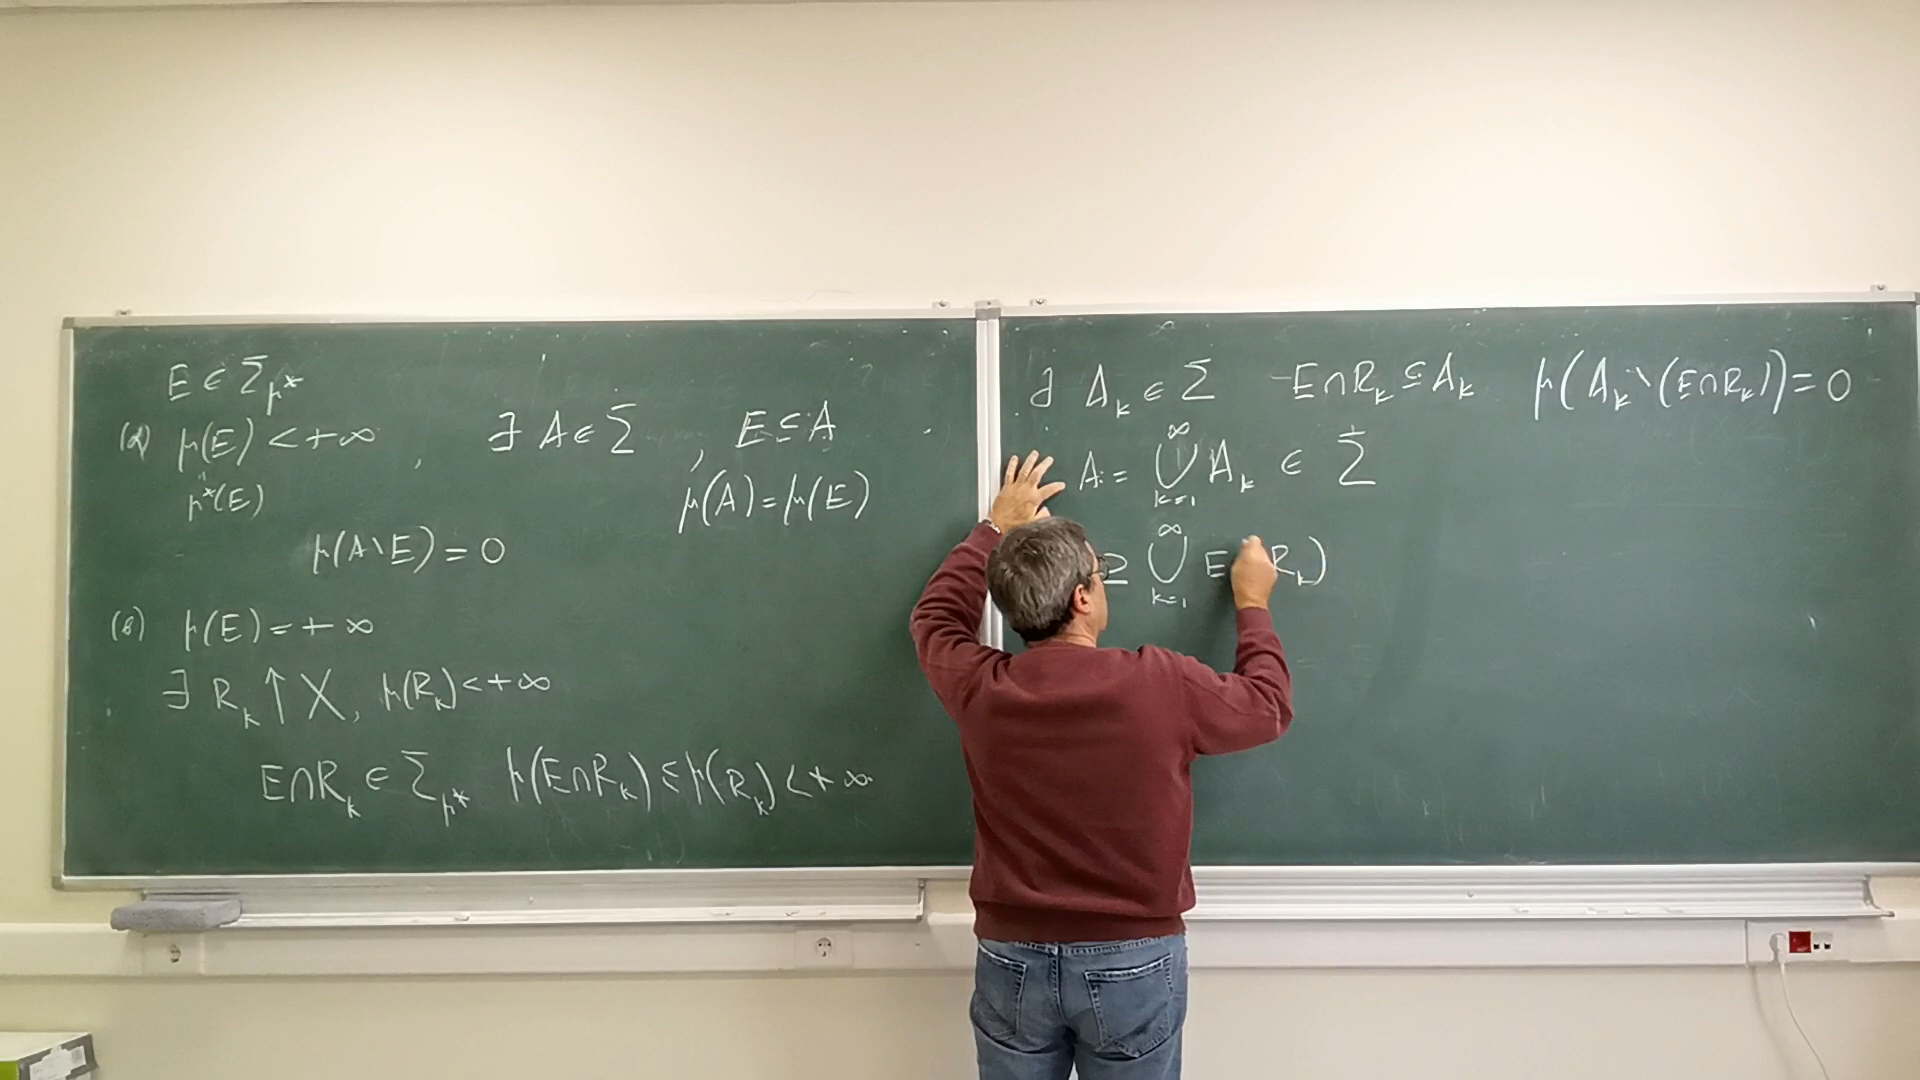 E ∈ Σ_μ*
(α) μ(E) < +∞ , ∃ A ∈ Σ , E ⊆ A
μ*(E) μ(A) = μ(E)
μ(A∖E) = 0
(β) μ(E) = +∞
∃ R_k ↑ X, μ(R_k) < +∞
E∩R_k ∈ Σ_μ* μ(E∩R_k) ≤ μ(R_k) < +∞
∃ A_k ∈ Σ E∩R_k ⊆ A_k μ(A_k∖(E∩R_k)) = 0
A := ⋃_{k=1}^∞ A_k ∈ Σ
⊇ ⋃_{k=1}^∞ E R_k)